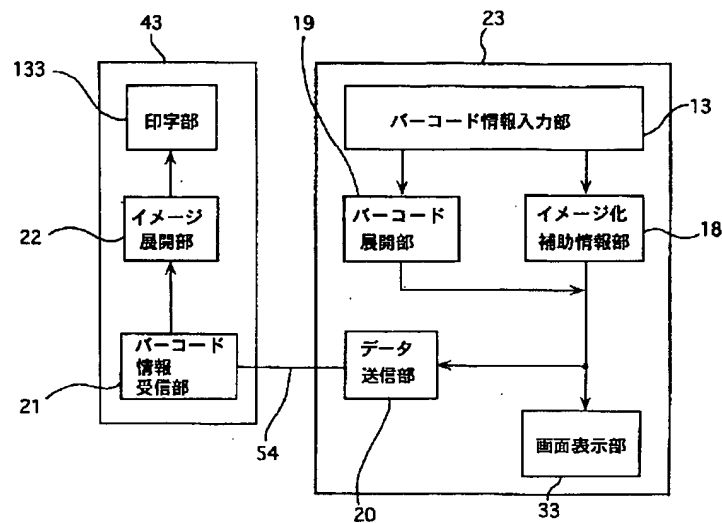 43
19
23
133
印字部
バーコード情報入力部
13
22
イメージ
展開部
バーコード
展開部
イメージ化
補助情報部
18
21
バーコード
情報
受信部
54
データ
送信部
20
画面表示部
33